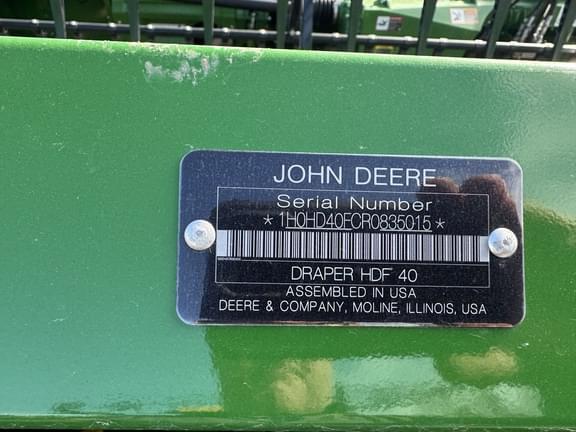 JOHN DEERE
Serial Number
*1H0HD40FCR0835015*
DRAPER HDF 40
ASSEMBLED IN USA
DEERE & COMPANY, MOLINE, ILLINOIS, USA